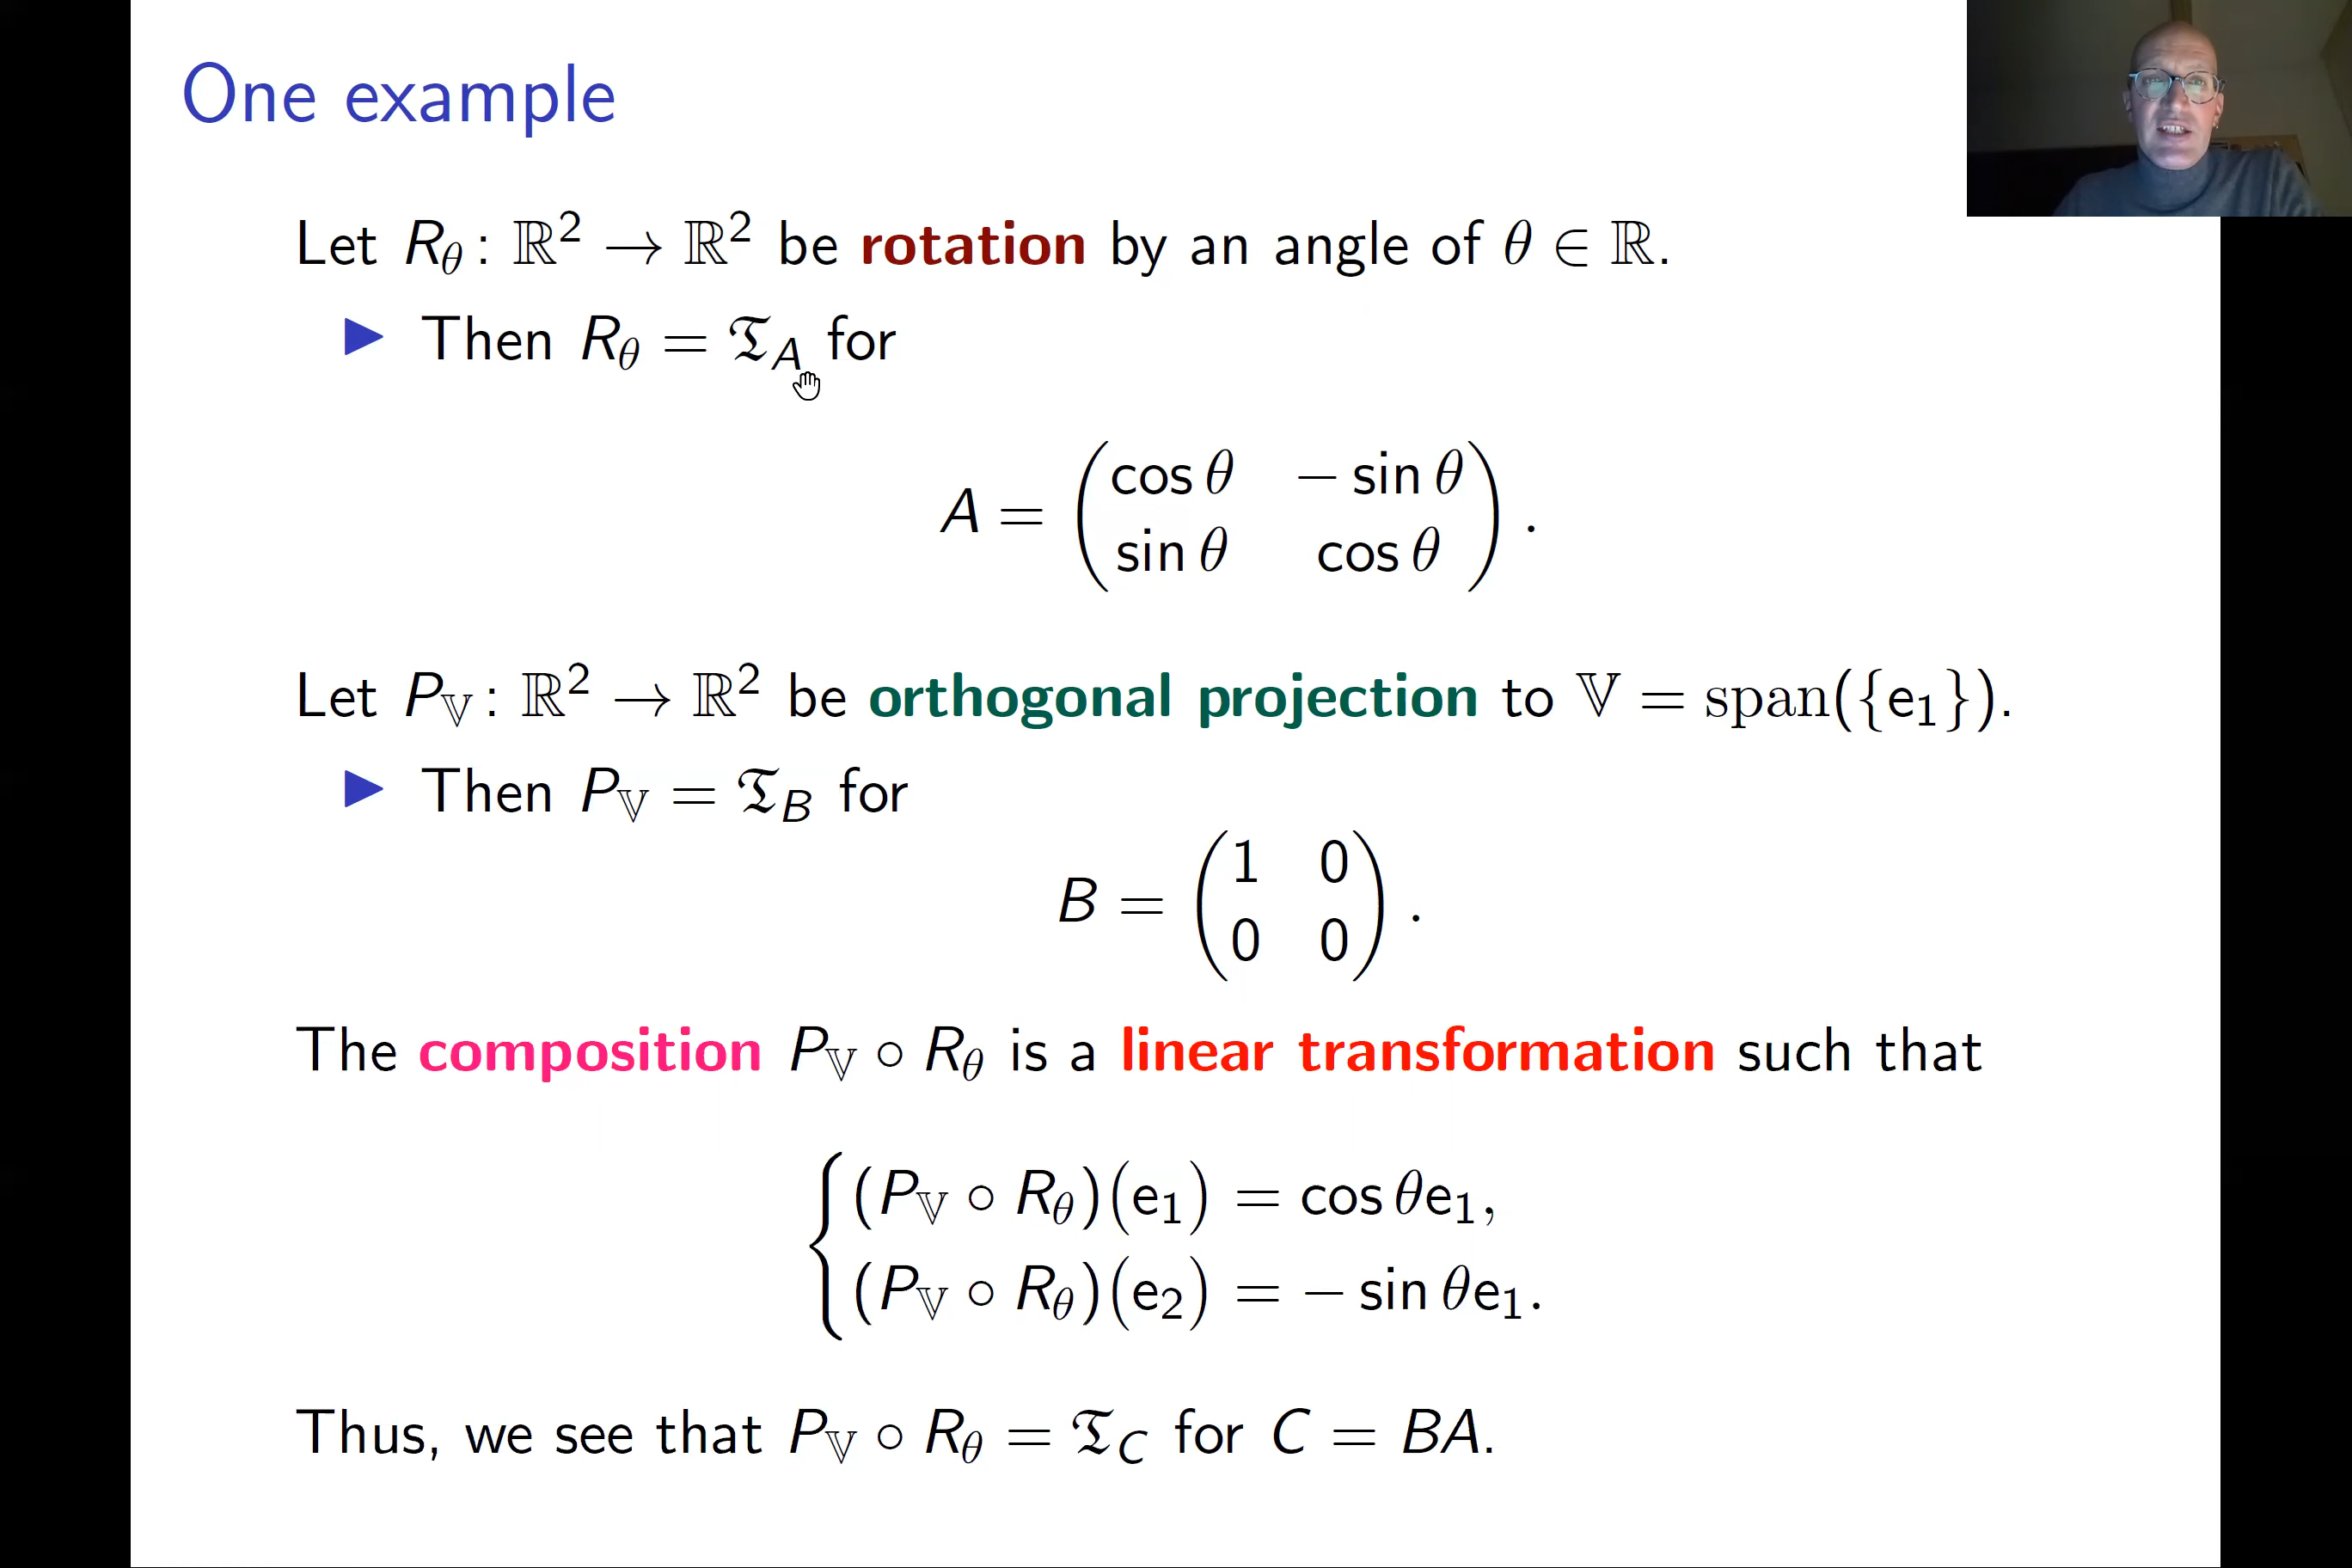 One example
Let R_θ : ℝ² → ℝ² be rotation by an angle of θ ∈ ℝ.
▶ Then R_θ = 𝔗_A for
A = ( cos θ  − sin θ
sin θ  cos θ ) .
Let P_𝕍 : ℝ² → ℝ² be orthogonal projection to 𝕍 = span({e₁}).
▶ Then P_𝕍 = 𝔗_B for
B = ( 1 0
0 0 ) .
The composition P_𝕍 ∘ R_θ is a linear transformation such that
{ (P_𝕍 ∘ R_θ)(e₁) = cos θe₁,
(P_𝕍 ∘ R_θ)(e₂) = − sin θe₁.
Thus, we see that P_𝕍 ∘ R_θ = 𝔗_C for C = BA.